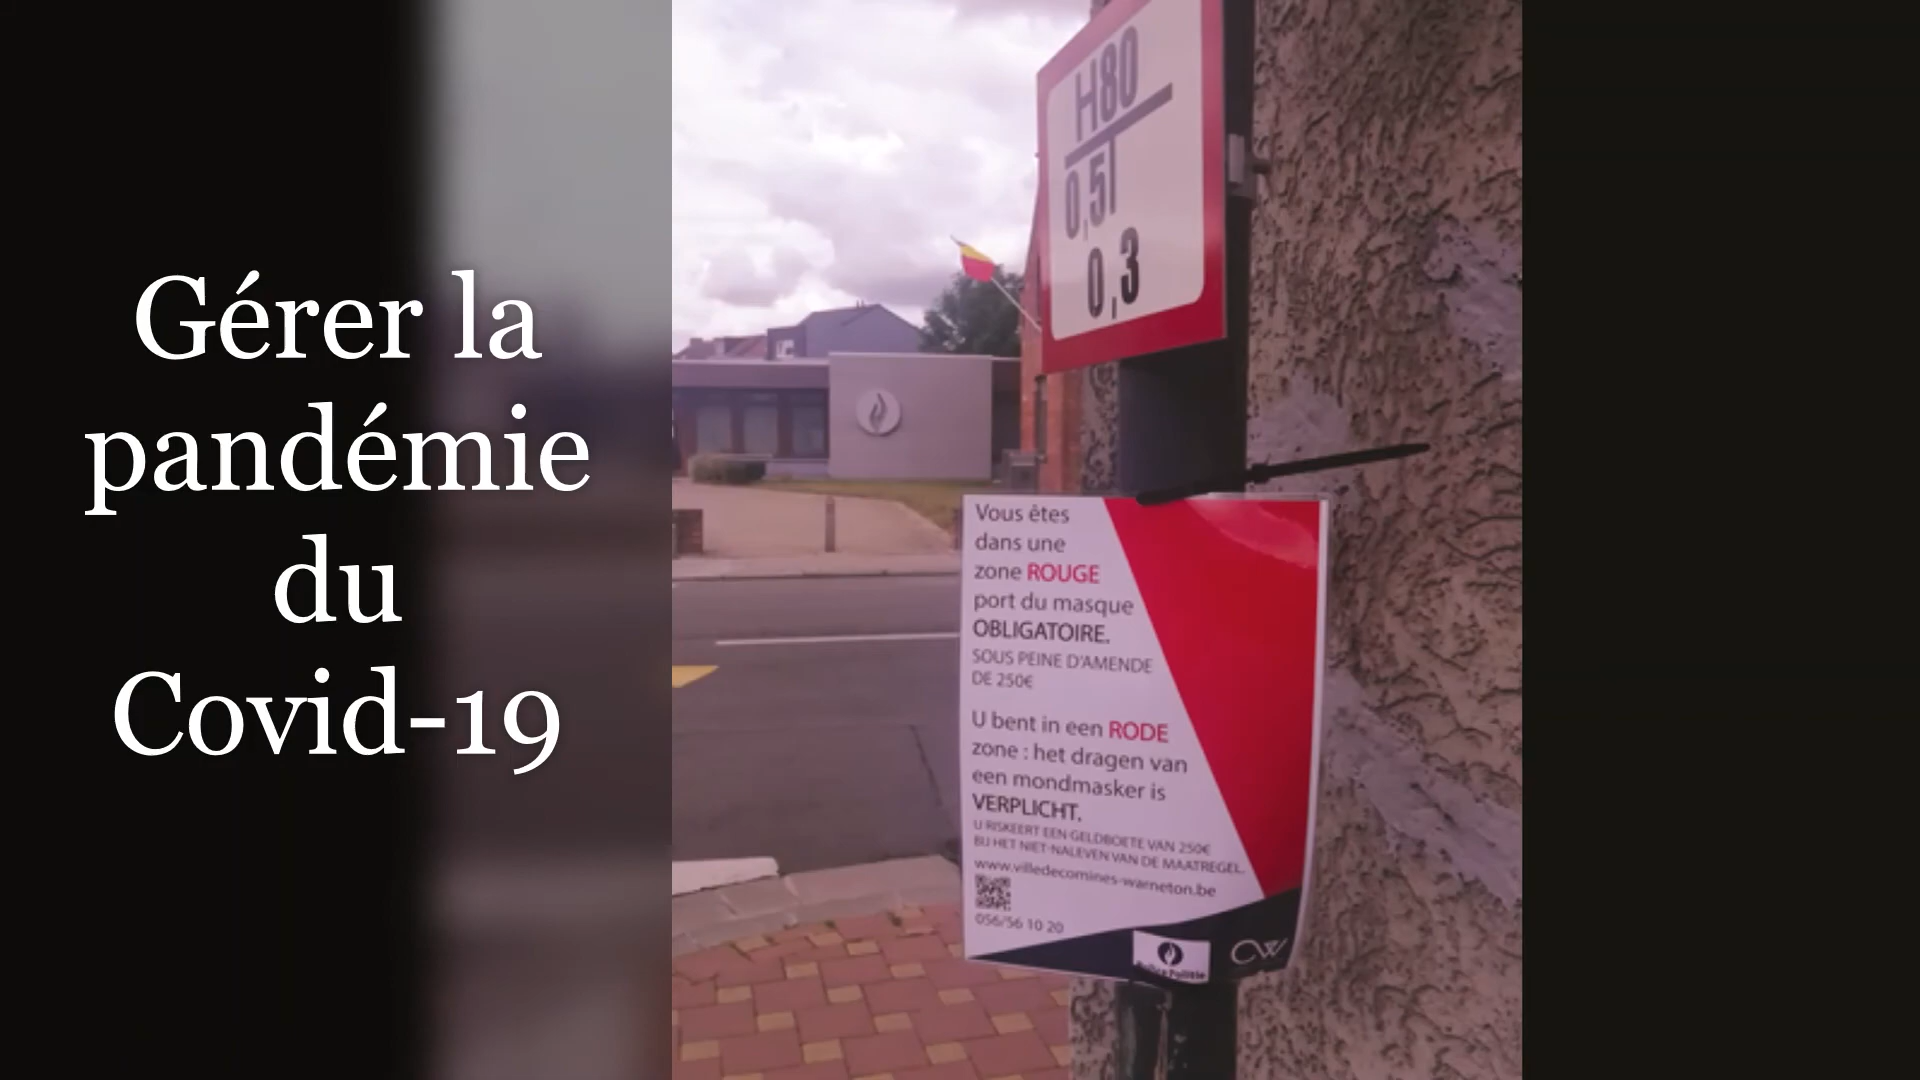 Gérer la
pandémie
du
Covid-19
H80
0,5
0,3
Vous êtes
dans une
zone ROUGE
port du masque
OBLIGATOIRE.
SOUS PEINE D'AMENDE
DE 250€
U bent in een RODE
zone : het dragen van
een mondmasker is
VERPLICHT.
U RISKEERT EEN GELDBOETE VAN 250€
BIJ HET NIET-NALEVEN VAN DE MAATREGEL.
www.villedecomines-warneton.be
056/56 10 20
Police Politie
CW